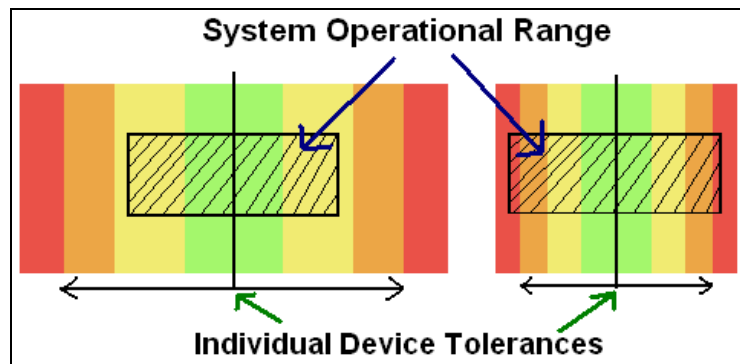 System Operational Range
Individual Device Tolerances